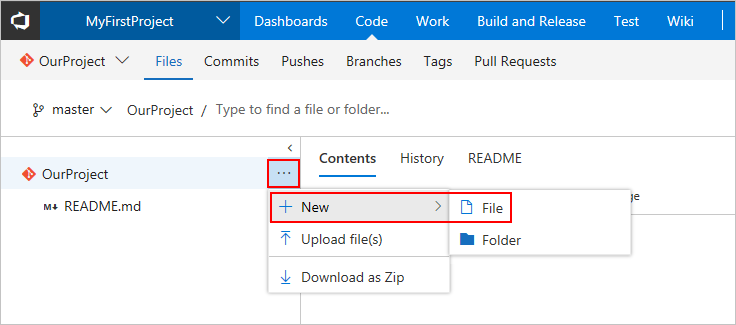 MyFirstProject Dashboards Code Work Build and Release Test Wiki
OurProject Files Commits Pushes Branches Tags Pull Requests
master OurProject / Type to find a file or folder...
OurProject ... Contents History README
README.md
New File
Upload file(s) Folder
Download as Zip